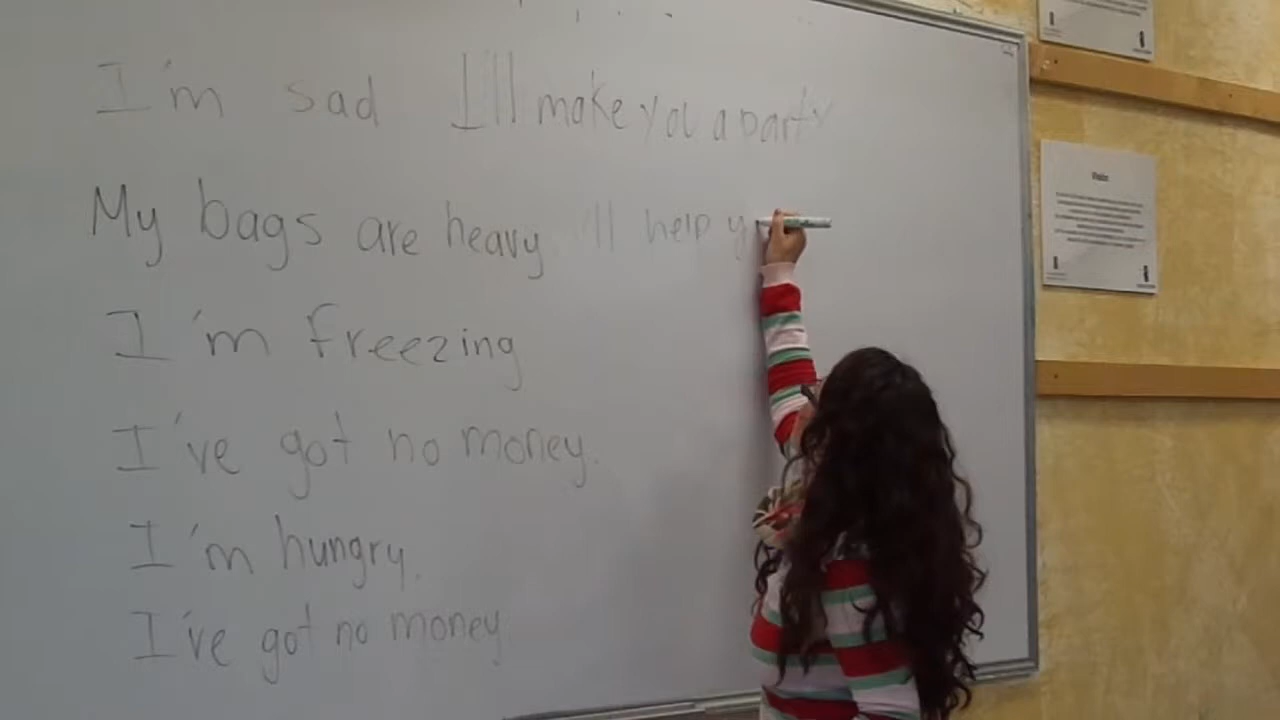 I'm sad I'll make you a party
My bags are heavy I'll help y
I'm freezing
I've got no money.
I'm hungry.
I've got no money